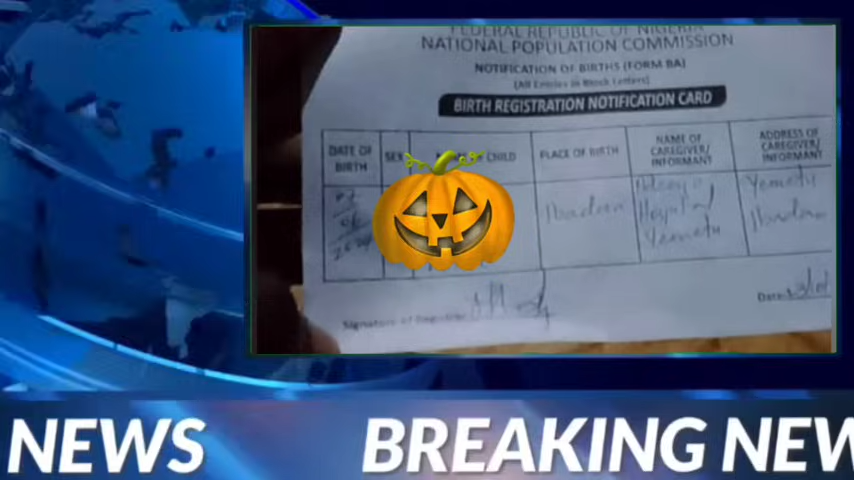 FEDERAL REPUBLIC OF NIGERIA
NATIONAL POPULATION COMMISSION
NOTIFICATION OF BIRTHS (FORM BA)
(All Entries in Block Letters)
BIRTH REGISTRATION NOTIFICATION CARD
DATE OF BIRTH
SEX
CHILD
PLACE OF BIRTH
NAME OF CAREGIVER/ INFORMANT
ADDRESS OF CAREGIVER/ INFORMANT
Ibadan
Hospital
Yemetu
Yemetu
Ibadan
Signature of Registrar
Date
NEWS BREAKING NEW